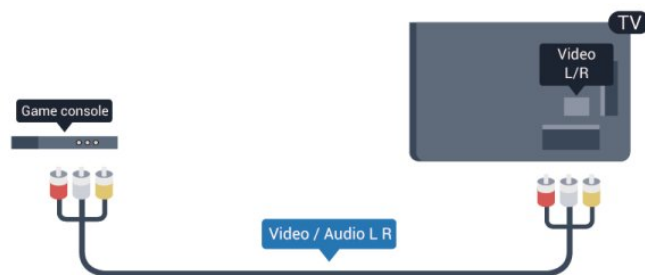 TV
Video
L/R
Game console
Video / Audio L R